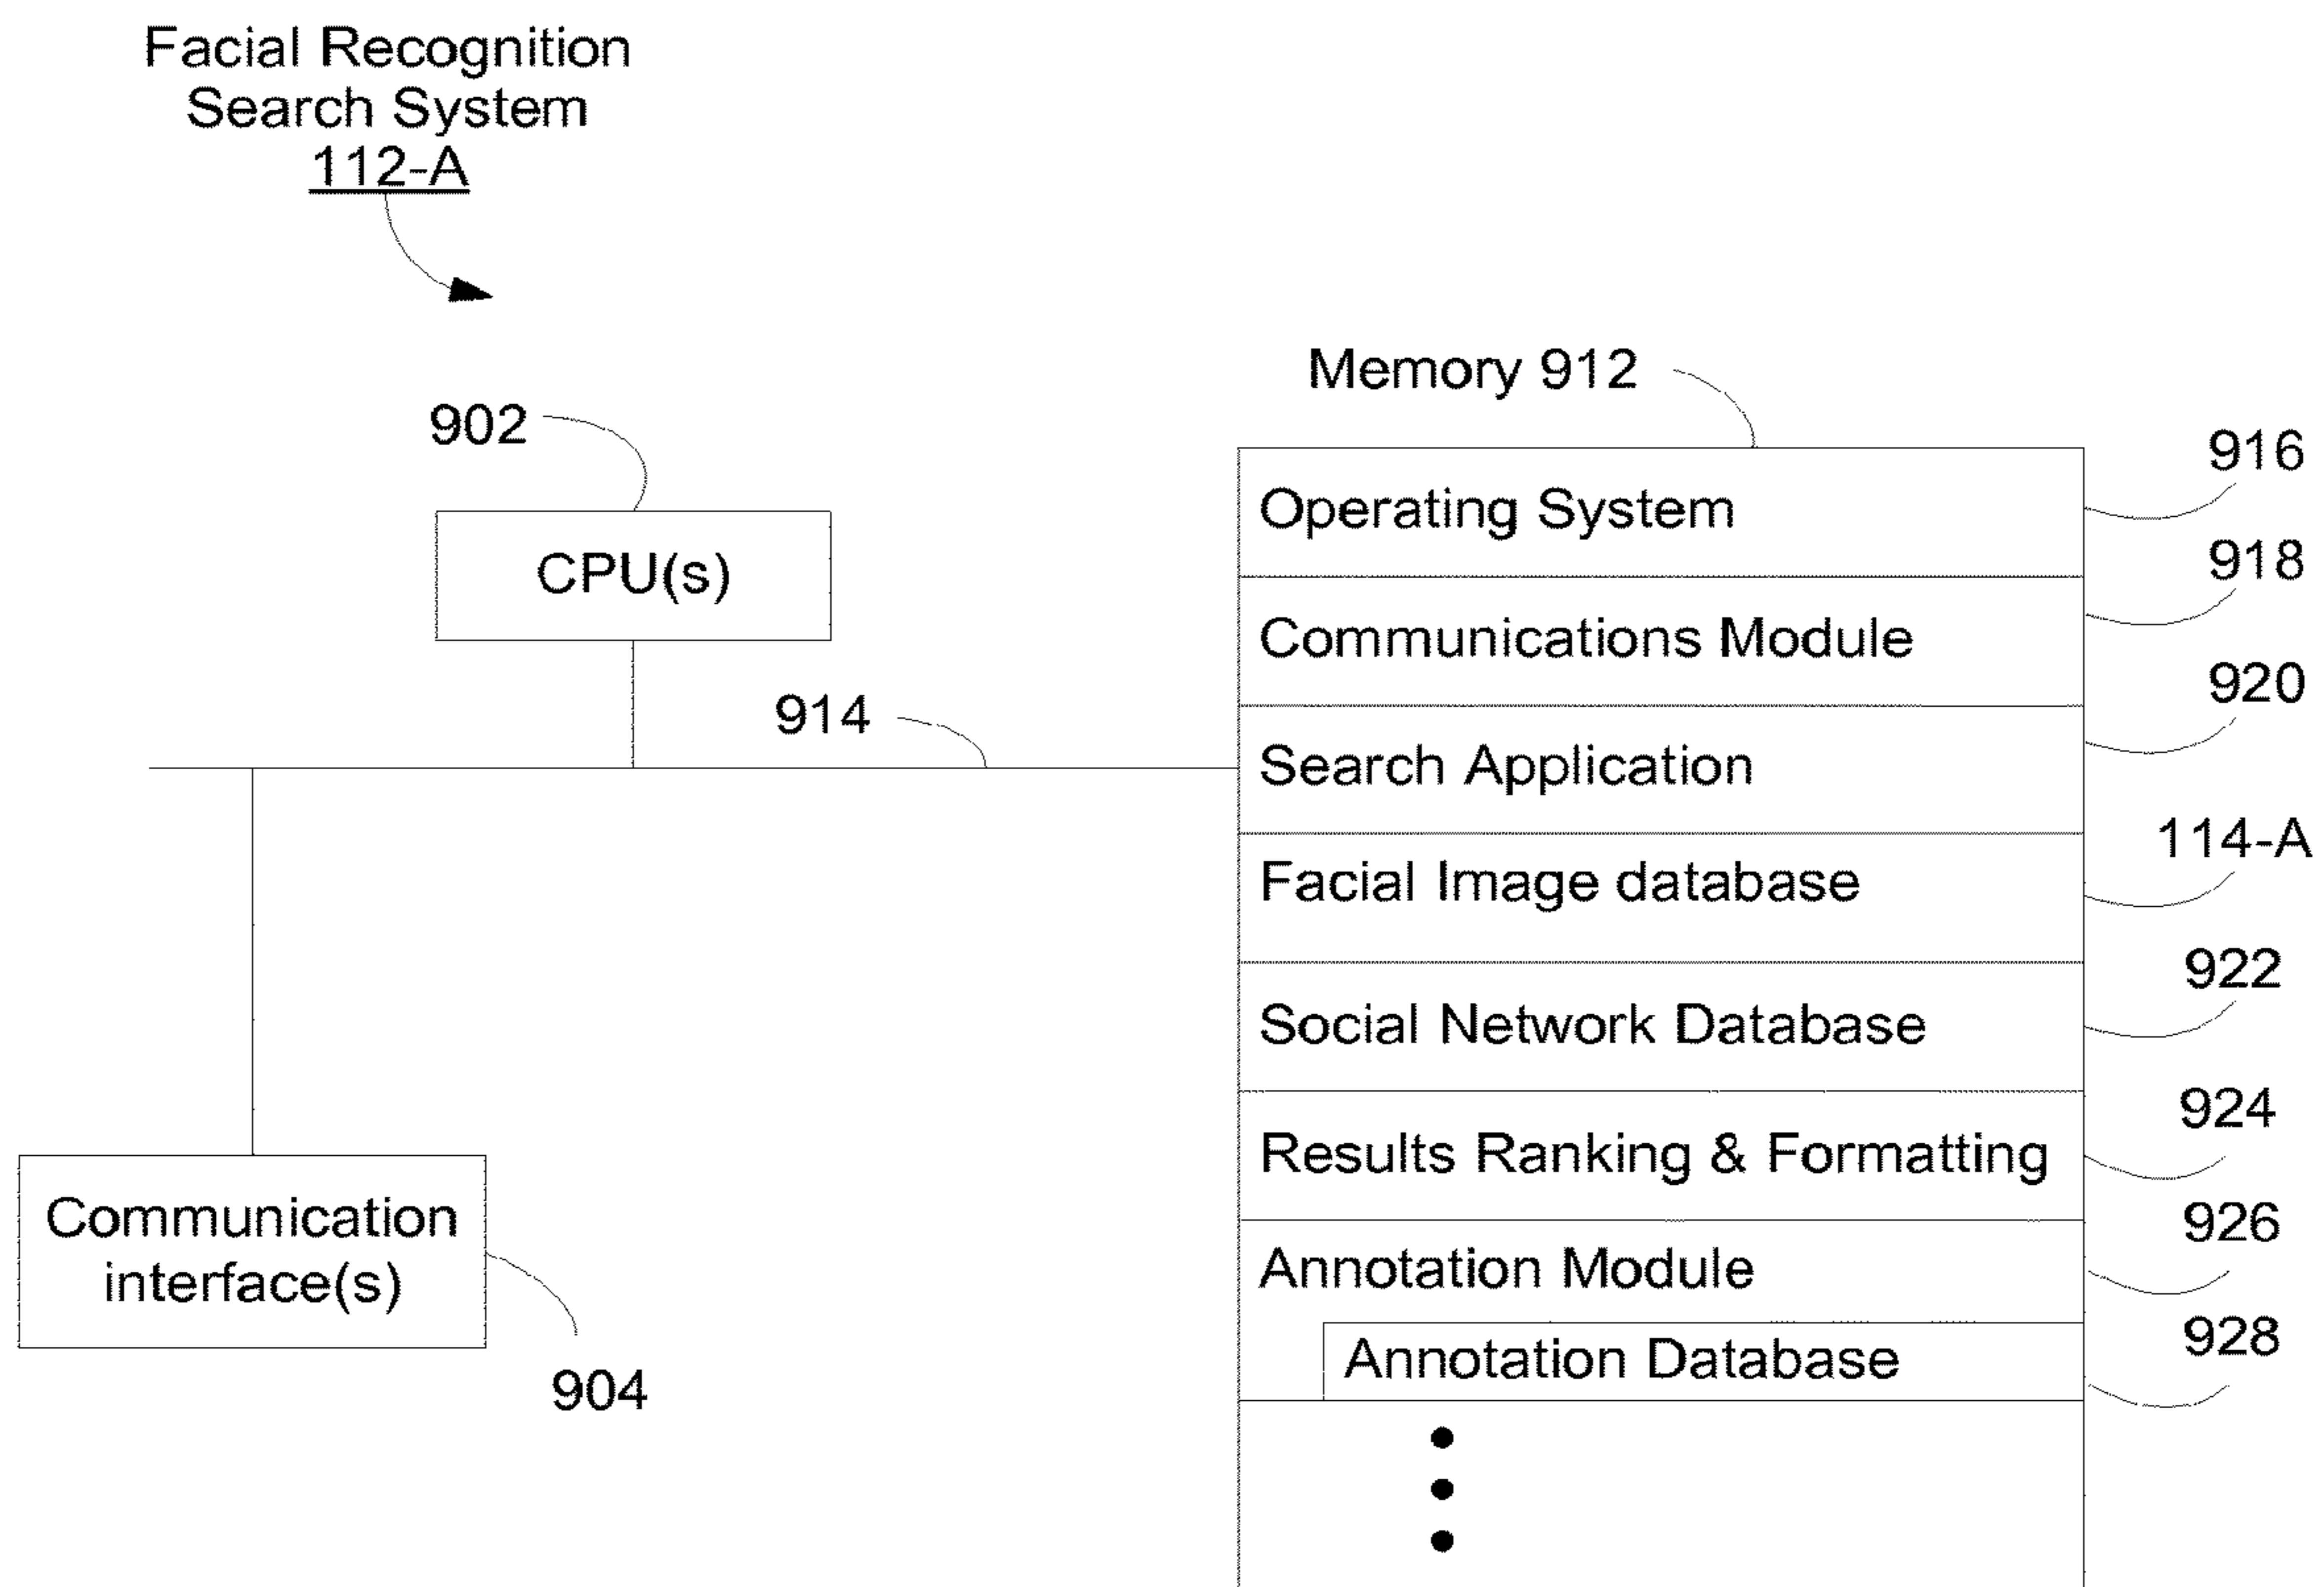 Facial Recognition
Search System
112-A
Memory 912
902
916
Operating System
CPU(s)
918
Communications Module
920
914
Search Application
114-A
Facial Image database
922
Social Network Database
924
Results Ranking & Formatting
926
Communication
interface(s)
Annotation Module
928
Annotation Database
904